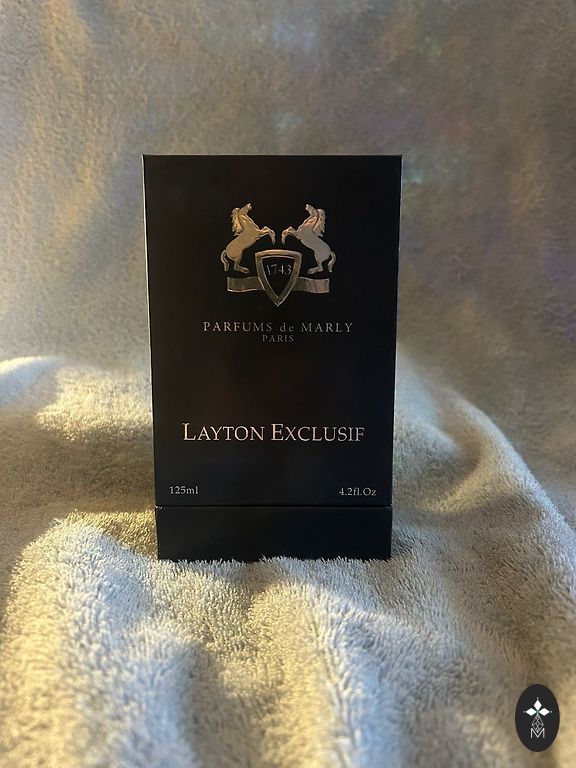 1743
PARFUMS de MARLY
PARIS
LAYTON EXCLUSIF
125ml 4.2fl.Oz
M